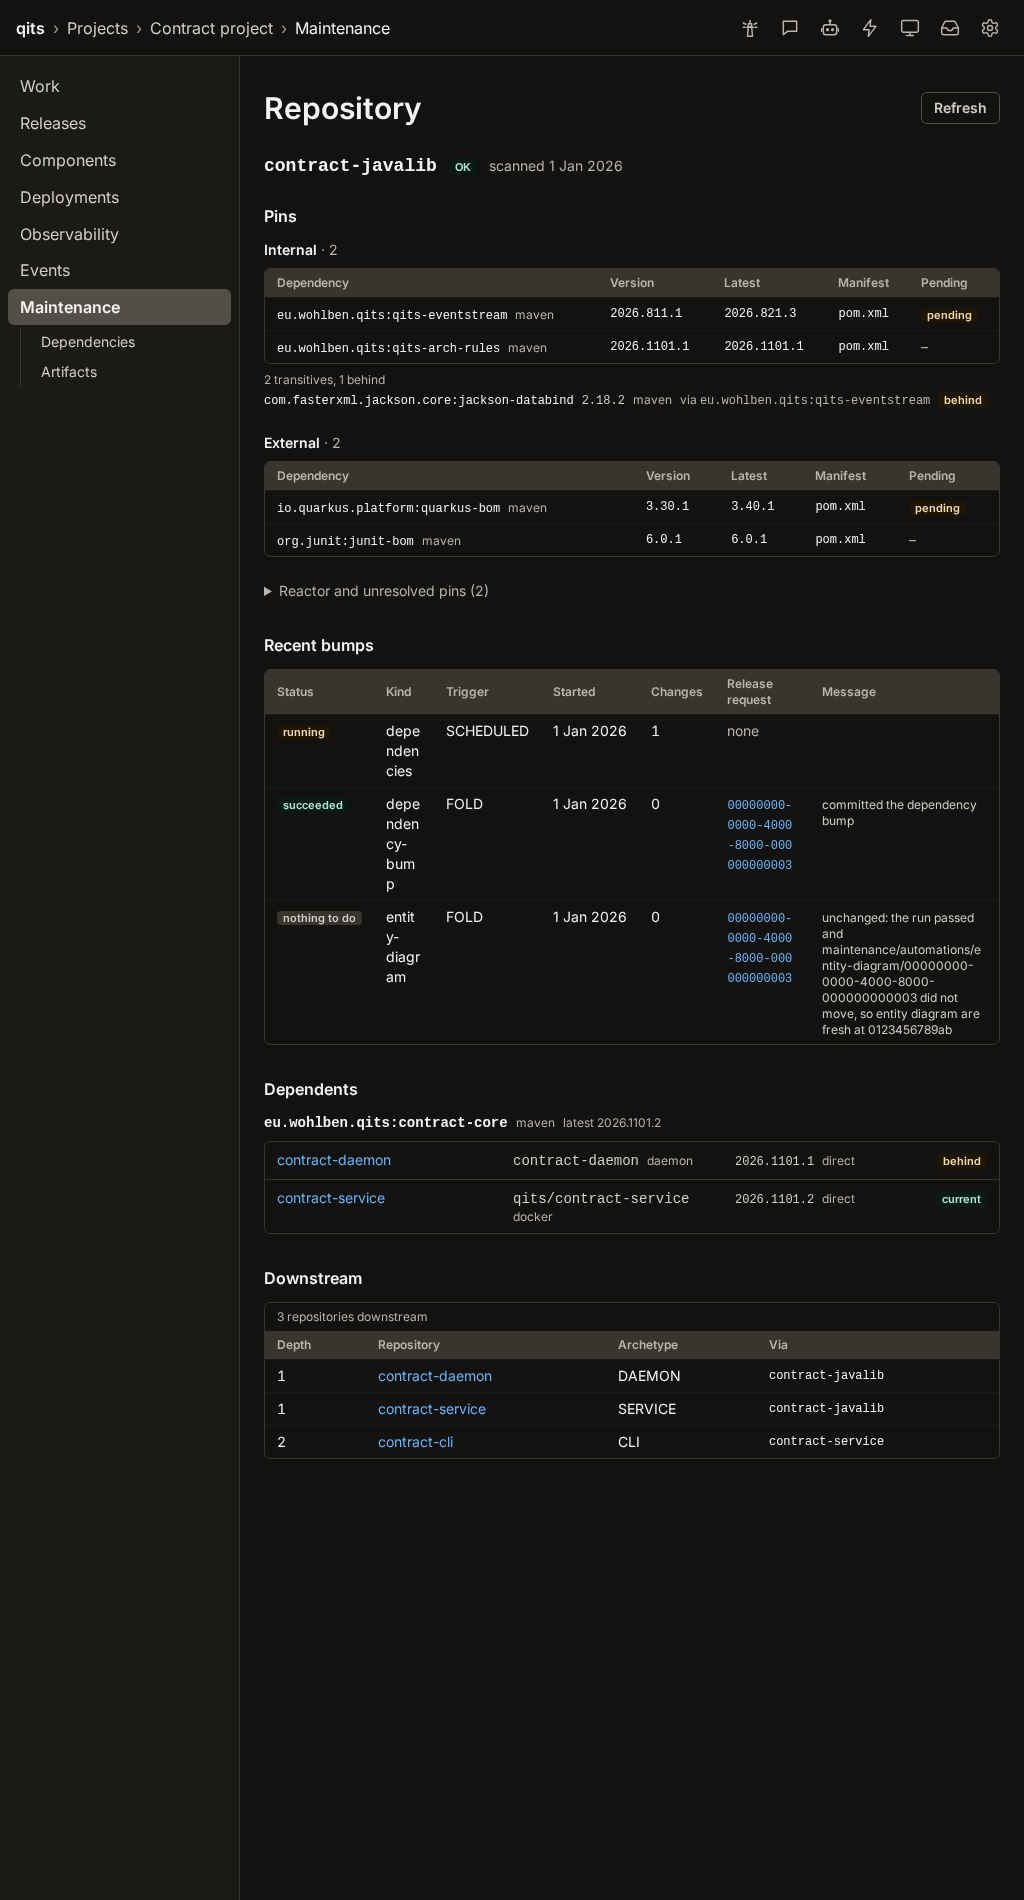 qits › Projects › Contract project › Maintenance
Work
Releases
Components
Deployments
Observability
Events
Maintenance
Dependencies
Artifacts
Repository
Refresh
contract-javalib OK scanned 1 Jan 2026
Pins
Internal · 2
Dependency Version Latest Manifest Pending
eu.wohlben.qits:qits-eventstream maven 2026.811.1 2026.821.3 pom.xml pending
eu.wohlben.qits:qits-arch-rules maven 2026.1101.1 2026.1101.1 pom.xml –
2 transitives, 1 behind
com.fasterxml.jackson.core:jackson-databind 2.18.2 maven via eu.wohlben.qits:qits-eventstream behind
External · 2
Dependency Version Latest Manifest Pending
io.quarkus.platform:quarkus-bom maven 3.30.1 3.40.1 pom.xml pending
org.junit:junit-bom maven 6.0.1 6.0.1 pom.xml –
Reactor and unresolved pins (2)
Recent bumps
Status Kind Trigger Started Changes Release
request Message
running depe SCHEDULED 1 Jan 2026 1 none
nden
cies
succeeded depe FOLD 1 Jan 2026 0 00000000- committed the dependency
nden 0000-4000 bump
cy- -8000-000
bum 000000003
p
nothing to do entit FOLD 1 Jan 2026 0 00000000- unchanged: the run passed
y- 0000-4000 and
diagr -8000-000 maintenance/automations/e
am 000000003 ntity-diagram/00000000-
0000-4000-8000-
000000000003 did not
move, so entity diagram are
fresh at 0123456789ab
Dependents
eu.wohlben.qits:contract-core maven latest 2026.1101.2
contract-daemon contract-daemon daemon 2026.1101.1 direct behind
contract-service qits/contract-service 2026.1101.2 direct current
docker
Downstream
3 repositories downstream
Depth Repository Archetype Via
1 contract-daemon DAEMON contract-javalib
1 contract-service SERVICE contract-javalib
2 contract-cli CLI contract-service